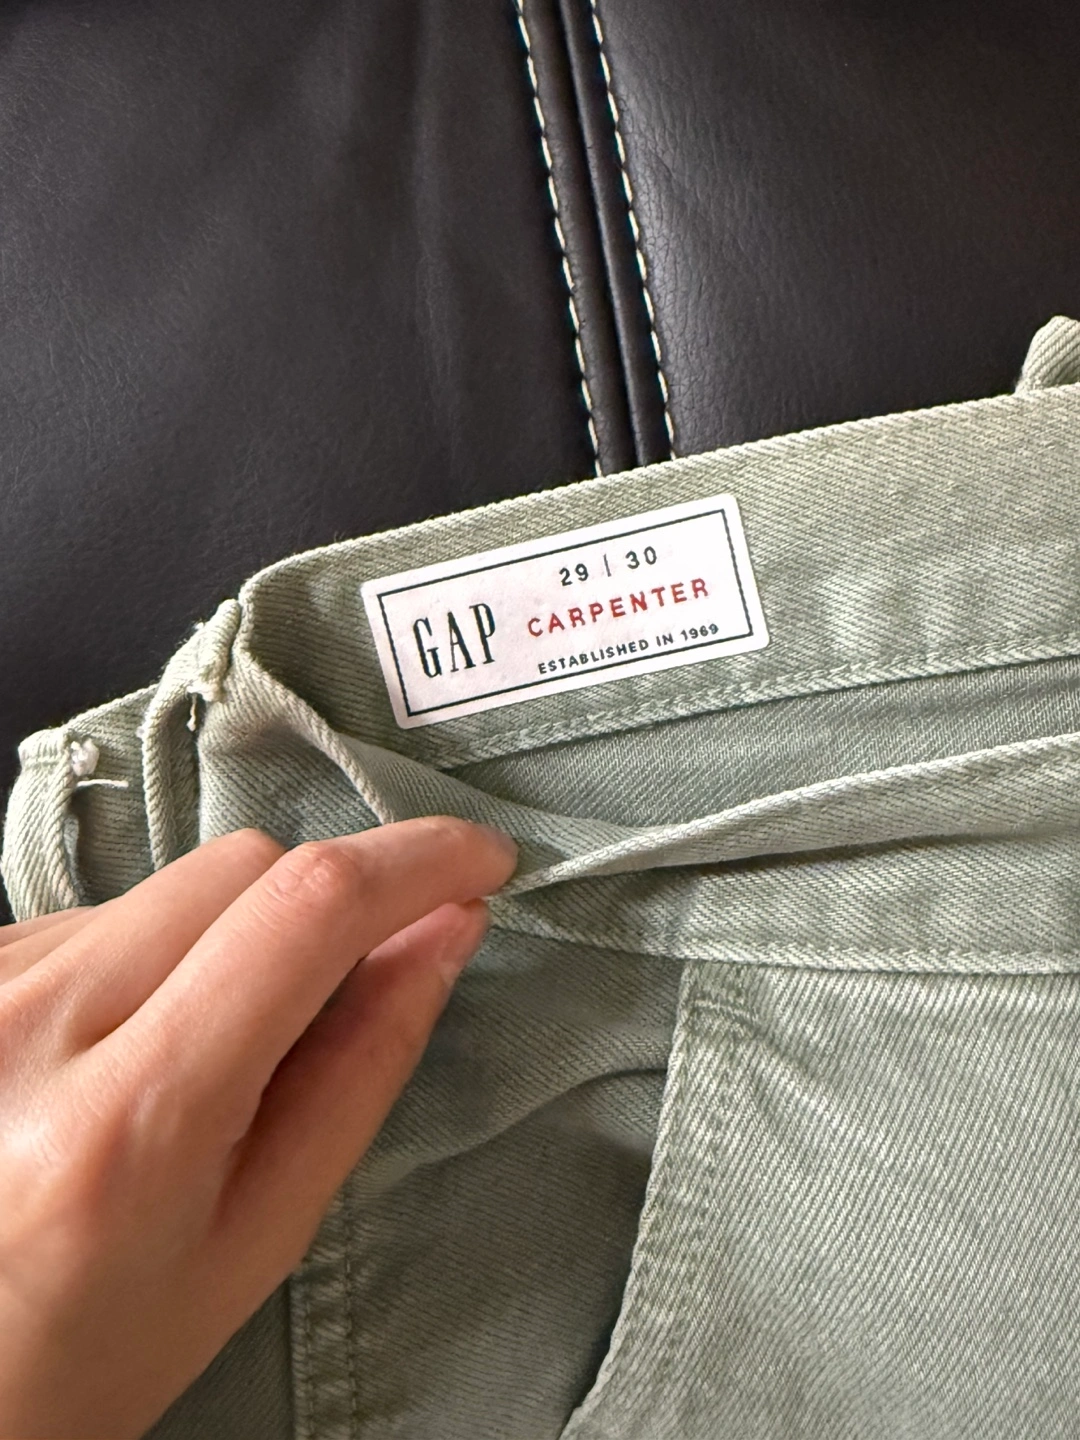 29 | 30
GAP CARPENTER
ESTABLISHED IN 1969